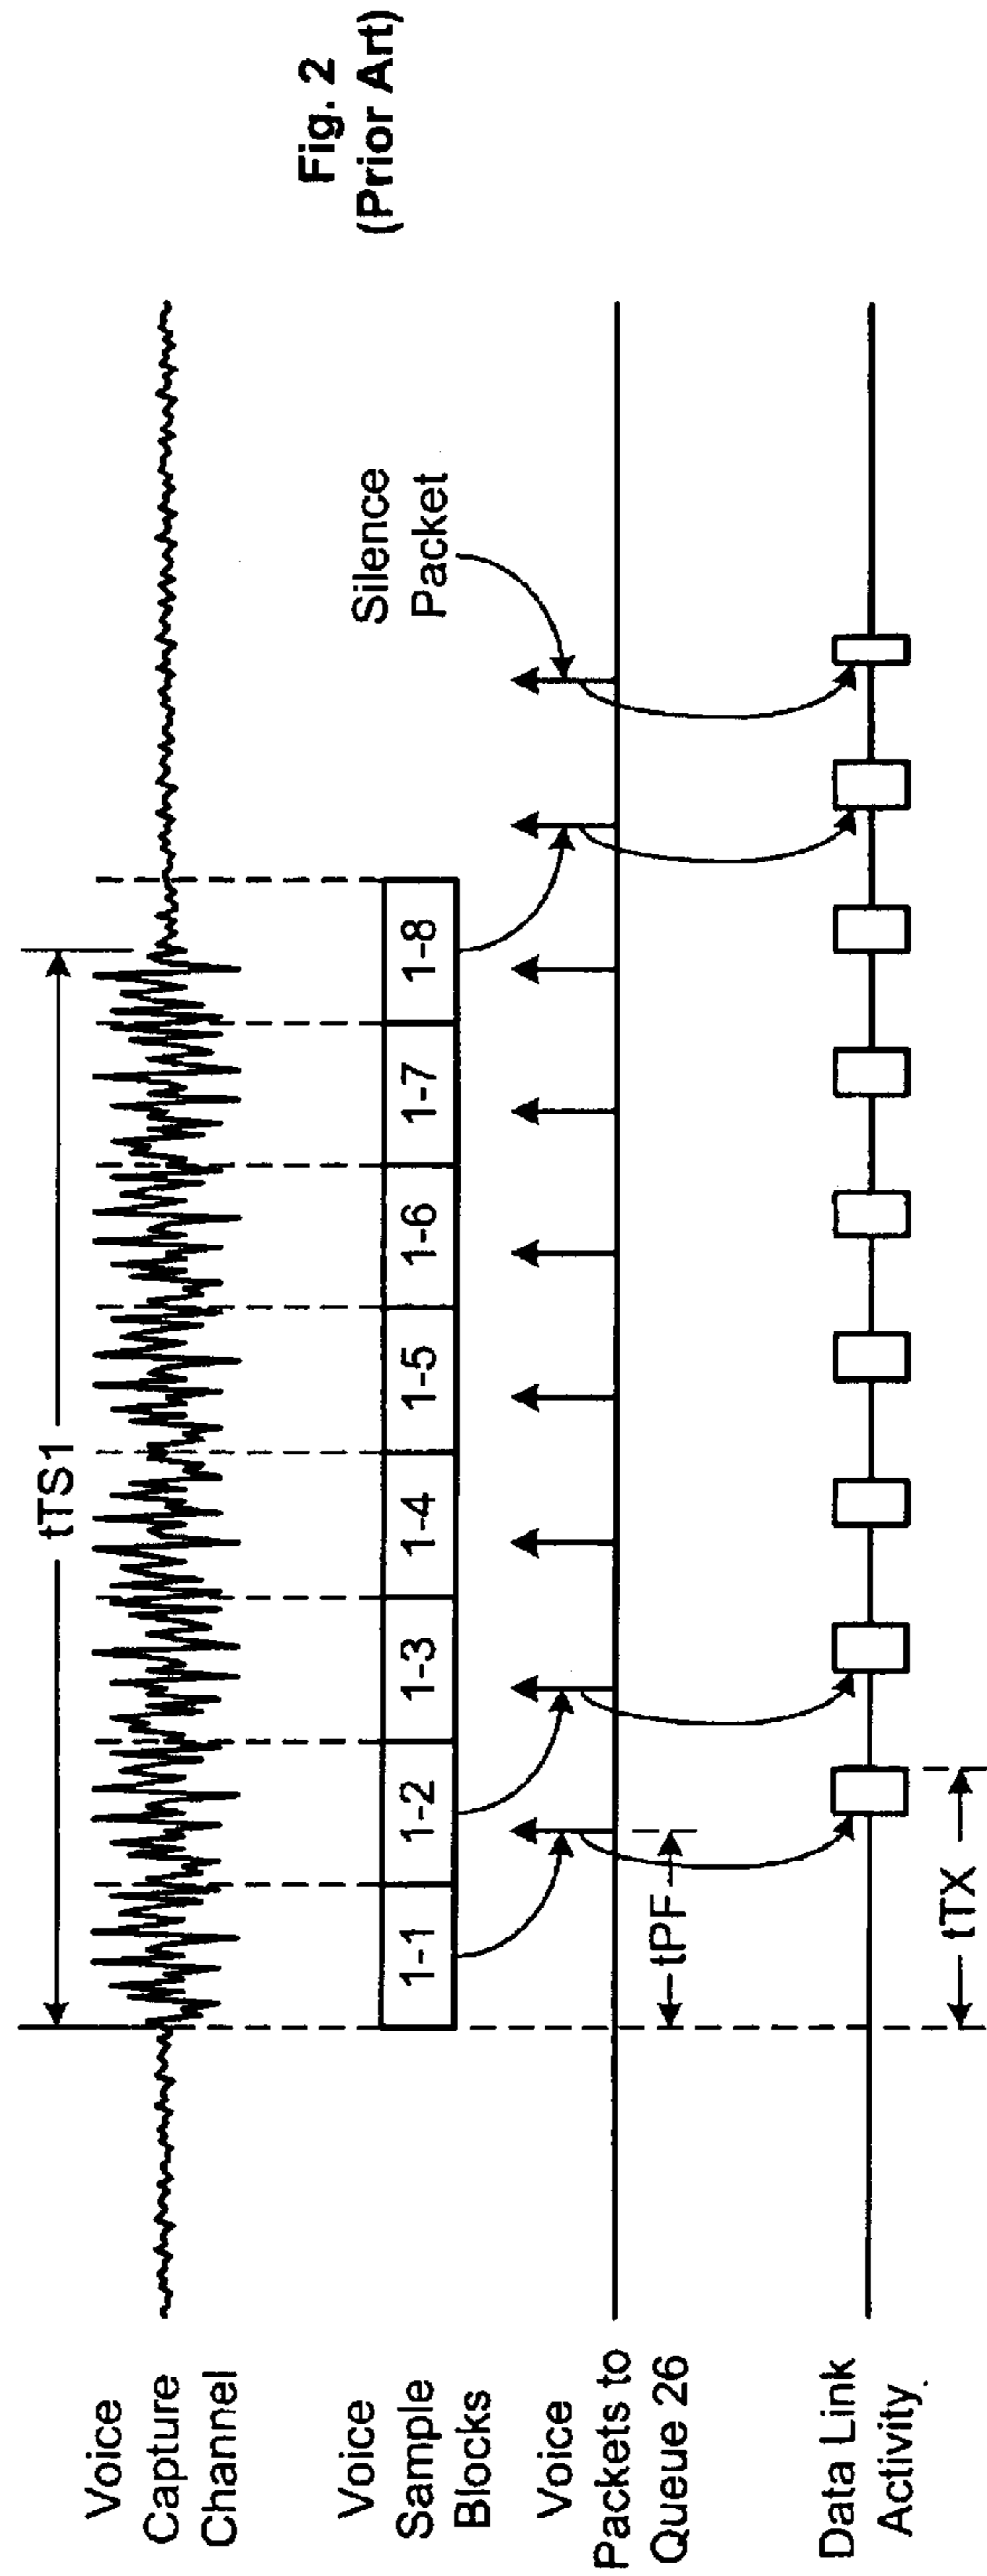 Voice
Capture
Channel
tTS1
Voice
Sample
Blocks
1-1
1-2
1-3
1-4
1-5
1-6
1-7
1-8
Voice
Packets to
Queue 26
tPF
Silence
Packet
Data Link
Activity
tTX
Fig. 2
(Prior Art)